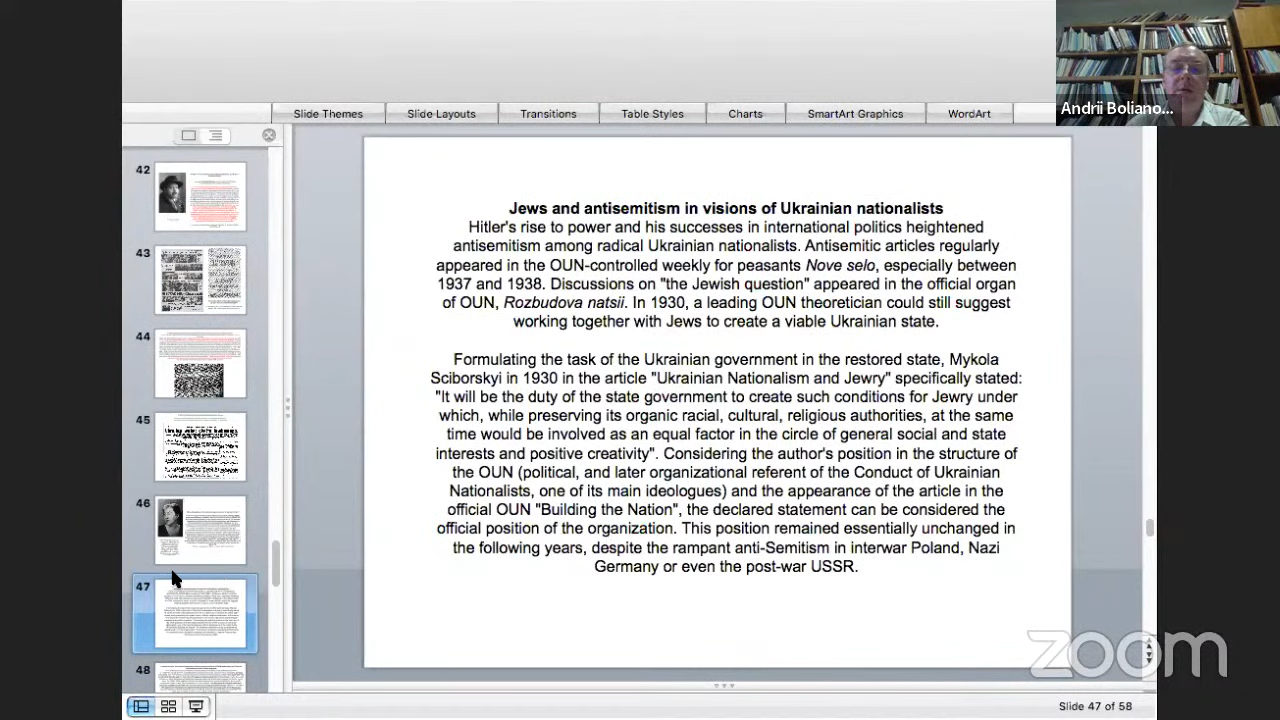 Slide Themes
Slide Layouts
Transitions
Table Styles
Charts
SmartArt Graphics
WordArt
Andrii Boliano...
42
43
44
45
46
47
48
Jews and antisemitism in visions of Ukrainian nationalists
Hitler's rise to power and his successes in international politics heightened
antisemitism among radical Ukrainian nationalists. Antisemitic articles regularly
appeared in the OUN-controlled weekly for peasants Nove selo, especially between
1937 and 1938. Discussions on "the Jewish question" appeared in the official organ
of OUN, Rozbudova natsii. In 1930, a leading OUN theoretician could still suggest
working together with Jews to create a viable Ukrainian state.
Formulating the task of the Ukrainian government in the restored state, Mykola
Sciborskyi in 1930 in the article "Ukrainian Nationalism and Jewry" specifically stated:
"It will be the duty of the state government to create such conditions for Jewry under
which, while preserving its organic racial, cultural, religious authorities, at the same
time would be involved as an equal factor in the circle of general social and state
interests and positive creativity". Considering the author's position in the structure of
the OUN (political, and later organizational referent of the Conduct of Ukrainian
Nationalists, one of its main ideologues) and the appearance of the article in the
official OUN "Building the Nation", the declared statement can be considered the
official position of the organization. This position remained essentially unchanged in
the following years, despite the rampant anti-Semitism in interwar Poland, Nazi
Germany or even the post-war USSR.
zoom
Slide 47 of 58